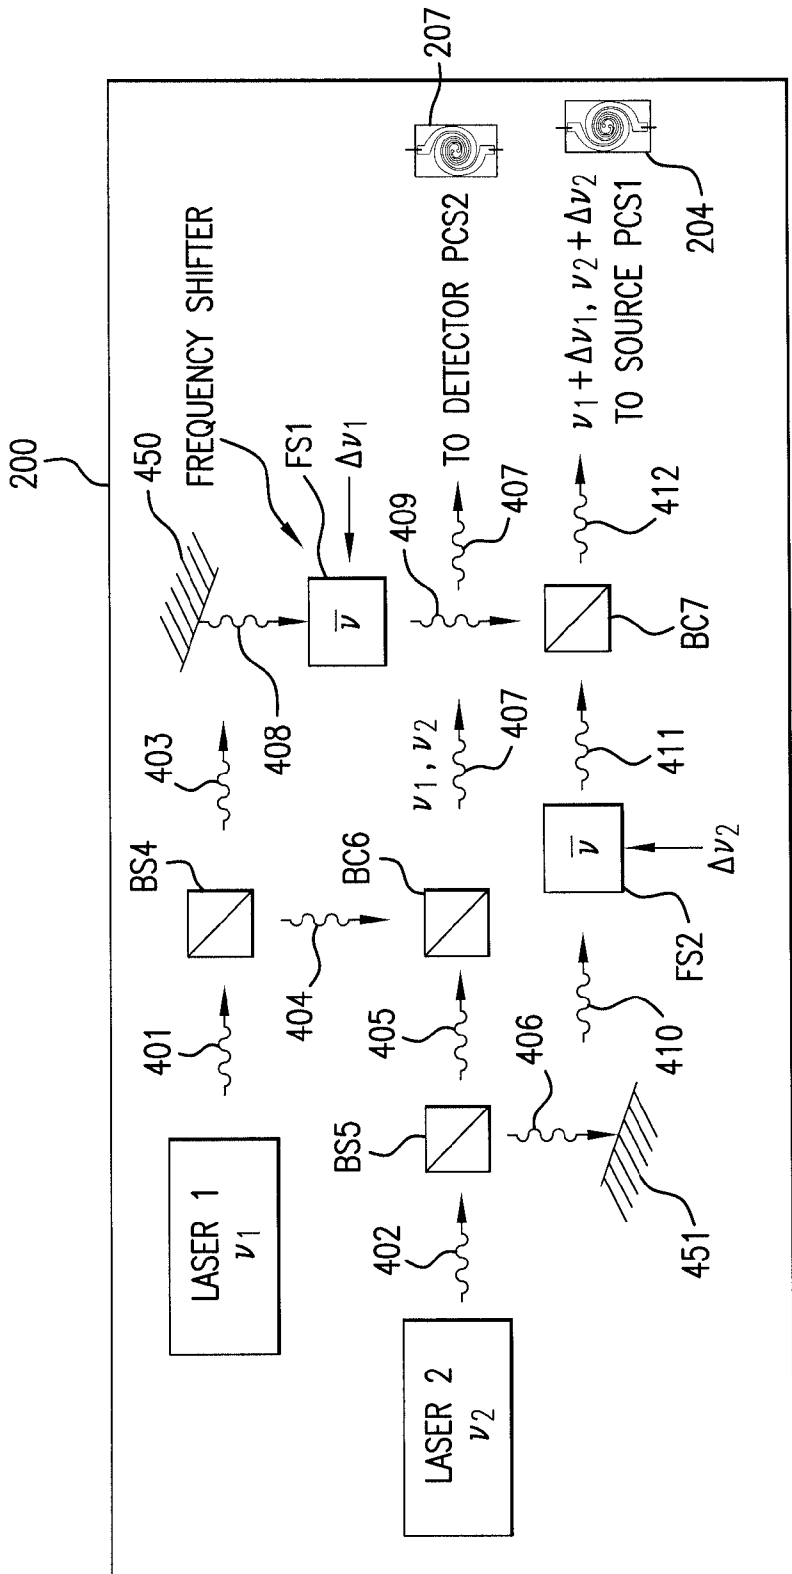 200
LASER 1
ν1
401
BS4
403
450
FREQUENCY SHIFTER
408
FS1
ν
Δν1
404
409
LASER 2
ν2
402
BS5
405
BC6
ν1, ν2
407
407
TO DETECTOR PCS2
207
406
451
410
ν
FS2
Δν2
411
BC7
412
ν1+Δν1, ν2+Δν2
TO SOURCE PCS1
204